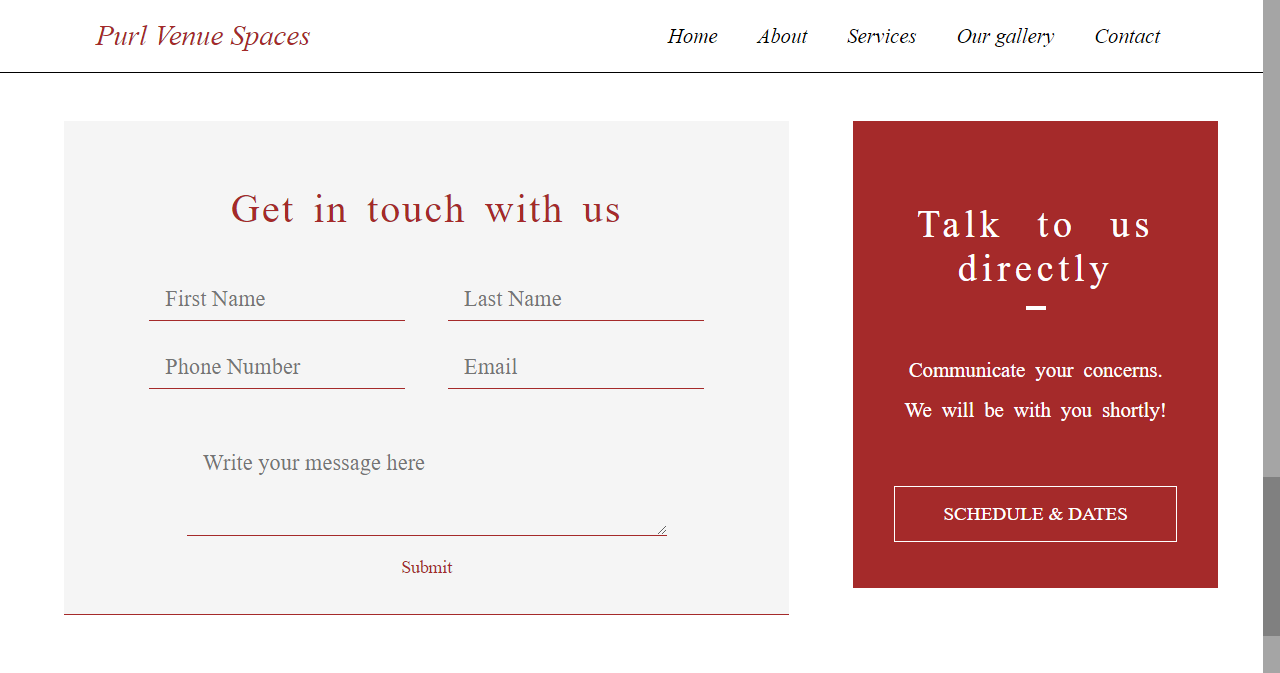 Purl Venue Spaces
Home About Services Our gallery Contact
Get in touch with us
First Name Last Name
Phone Number Email
Write your message here
Submit
Talk to us
directly
Communicate your concerns.
We will be with you shortly!
SCHEDULE & DATES